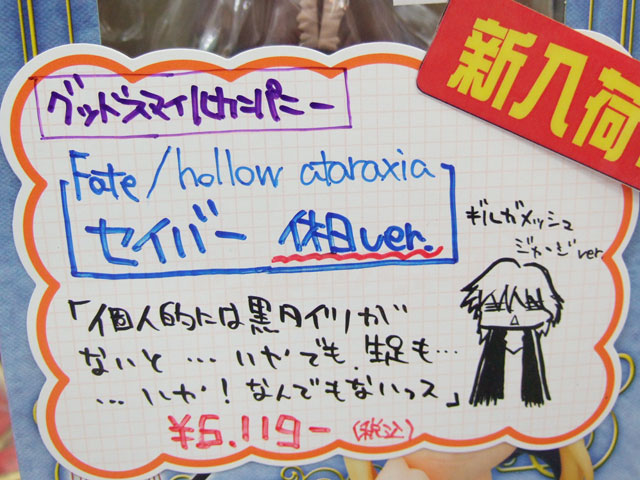 新入荷
グッドスマイルカンパニー
Fate/hollow ataraxia
セイバー 休日ver.
ギルガメッシュ
ジャージver
「個人的には黒タイツが
ないと…いやでも、生足も…
…いや!なんでもないっス」
¥5.119- (税込)